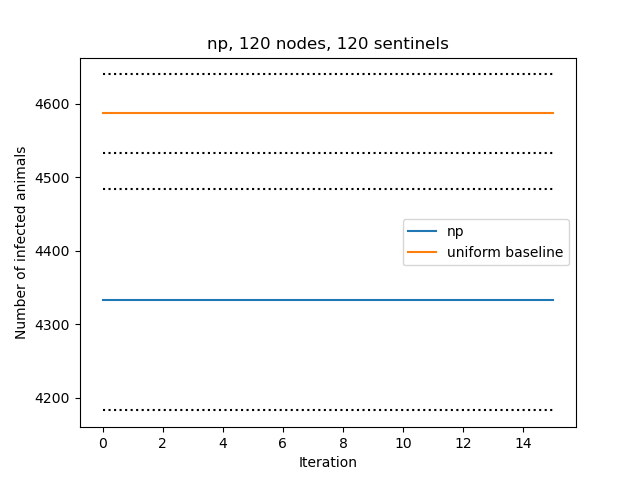 np, 120 nodes, 120 sentinels
Number of infected animals
4600
4500
4400
4300
4200
np
uniform baseline
0 2 4 6 8 10 12 14
Iteration